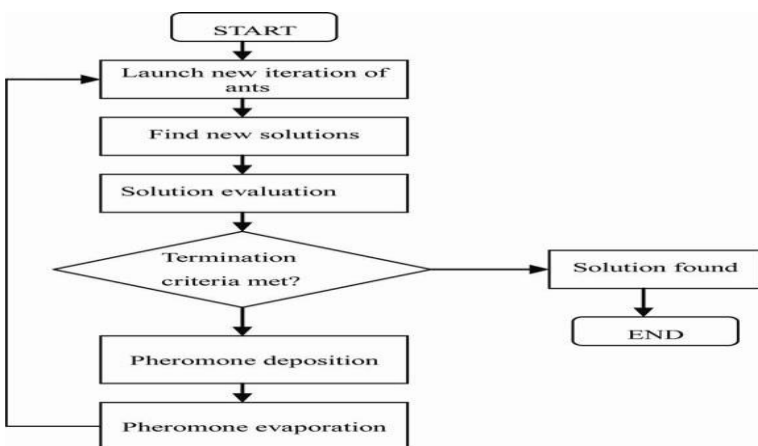 START
Launch new iteration of
ants
Find new solutions
Solution evaluation
Termination
criteria met?
Solution found
END
Pheromone deposition
Pheromone evaporation